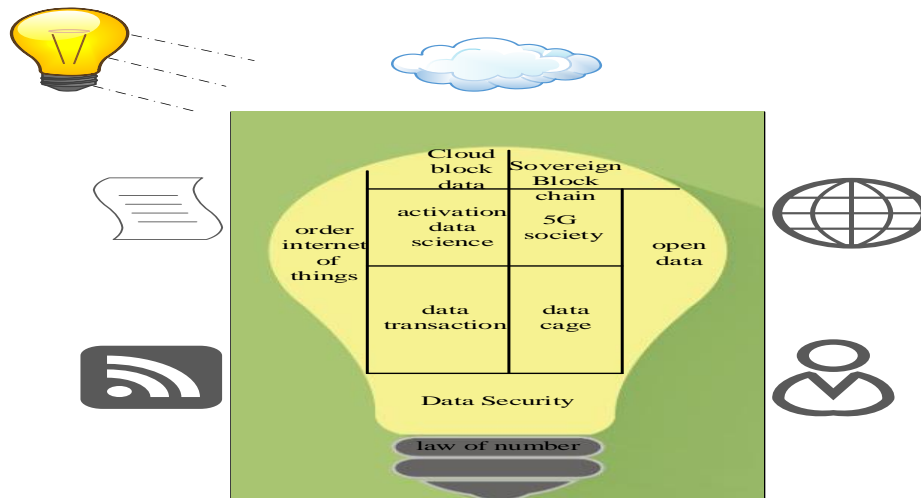 Cloud
block
data
Sovereign
Block
chain
order
internet
of
things
activation
data
science
5G
society
open
data
data
transaction
data
cage
Data Security
law of number